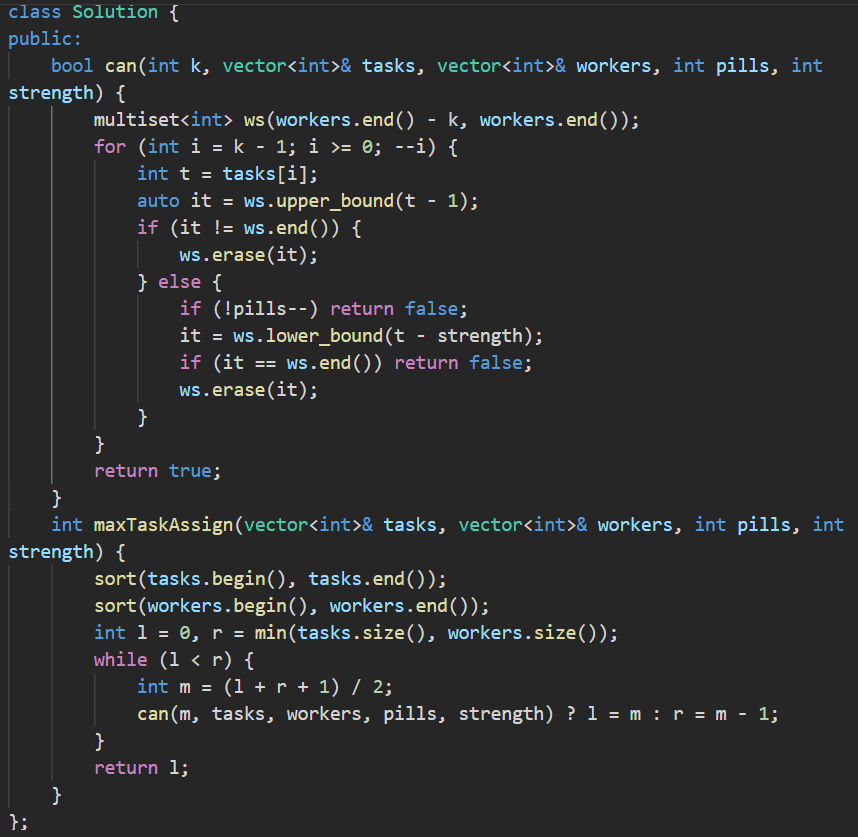 class Solution {
public:
    bool can(int k, vector<int>& tasks, vector<int>& workers, int pills, int
strength) {
        multiset<int> ws(workers.end() - k, workers.end());
        for (int i = k - 1; i >= 0; --i) {
            int t = tasks[i];
            auto it = ws.upper_bound(t - 1);
            if (it != ws.end()) {
                ws.erase(it);
            } else {
                if (!pills--) return false;
                it = ws.lower_bound(t - strength);
                if (it == ws.end()) return false;
                ws.erase(it);
            }
        }
        return true;
    }
    int maxTaskAssign(vector<int>& tasks, vector<int>& workers, int pills, int
strength) {
        sort(tasks.begin(), tasks.end());
        sort(workers.begin(), workers.end());
        int l = 0, r = min(tasks.size(), workers.size());
        while (l < r) {
            int m = (l + r + 1) / 2;
            can(m, tasks, workers, pills, strength) ? l = m : r = m - 1;
        }
        return l;
    }
};